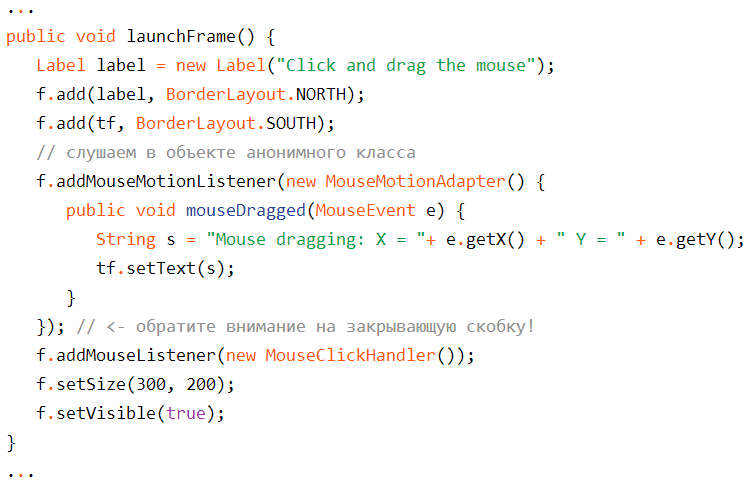 ...
public void launchFrame() {
   Label label = new Label("Click and drag the mouse");
   f.add(label, BorderLayout.NORTH);
   f.add(tf, BorderLayout.SOUTH);
   // слушаем в объекте анонимного класса
   f.addMouseMotionListener(new MouseMotionAdapter() {
      public void mouseDragged(MouseEvent e) {
         String s = "Mouse dragging: X = "+ e.getX() + " Y = " + e.getY();
         tf.setText(s);
      }
   }); // <- обратите внимание на закрывающую скобку!
   f.addMouseListener(new MouseClickHandler());
   f.setSize(300, 200);
   f.setVisible(true);
}
...